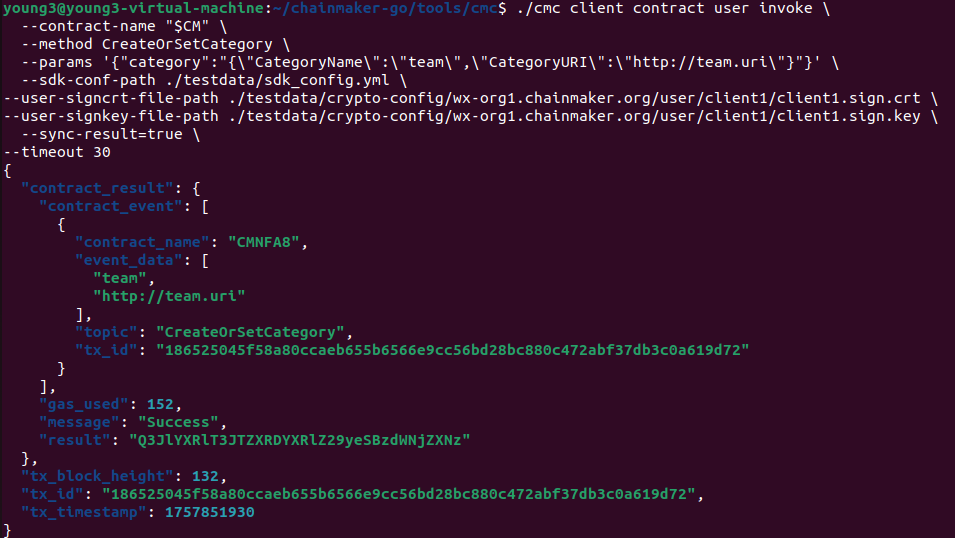 young3@young3-virtual-machine:~/chainmaker-go/tools/cmc$ ./cmc client contract user invoke \
  --contract-name "$CM" \
  --method CreateOrSetCategory \
  --params '{"category":"{\"CategoryName\":\"team\",\"CategoryURI\":\"http://team.uri\"}"}' \
  --sdk-conf-path ./testdata/sdk_config.yml \
--user-signcrt-file-path ./testdata/crypto-config/wx-org1.chainmaker.org/user/client1/client1.sign.crt \
--user-signkey-file-path ./testdata/crypto-config/wx-org1.chainmaker.org/user/client1/client1.sign.key \
  --sync-result=true \
--timeout 30
{
  "contract_result": {
    "contract_event": [
      {
        "contract_name": "CMNFA8",
        "event_data": [
          "team",
          "http://team.uri"
        ],
        "topic": "CreateOrSetCategory",
        "tx_id": "186525045f58a80ccaeb655b6566e9cc56bd28bc880c472abf37db3c0a619d72"
      }
    ],
    "gas_used": 152,
    "message": "Success",
    "result": "Q3JlYXRlT3JTZXRDYXRlZ29yeSBzdWNjZXNz"
  },
  "tx_block_height": 132,
  "tx_id": "186525045f58a80ccaeb655b6566e9cc56bd28bc880c472abf37db3c0a619d72",
  "tx_timestamp": 1757851930
}